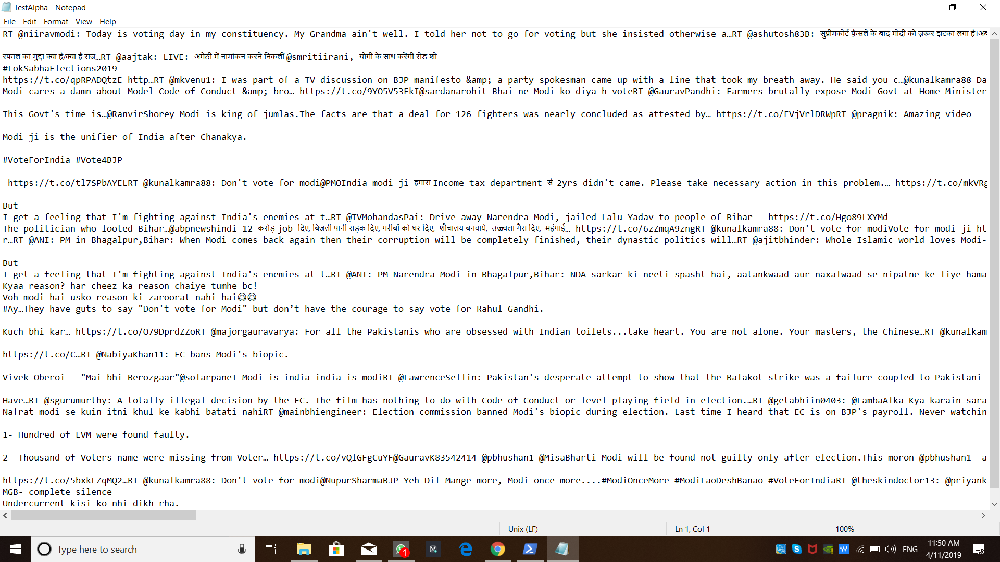 TestAlpha - Notepad
File Edit Format View Help
RT @niiravmodi: Today is voting day in my constituency. My Grandma ain't well. I told her not to go for voting but she insisted otherwise a…RT @ashutosh83B: सुप्रीमकोर्ट फ़ैसले के बाद मोदी को ज़रूर झटका लगा है।अब
रफाल का मुद्दा क्या है/क्या है राज…RT @aajtak: LIVE: अमेठी में नामांकन करने निकलीं @smritiirani, योगी के साथ करेंगी रोड शो
#LokSabhaElections2019
https://t.co/qpRPADQtzE http…RT @mkvenu1: I was part of a TV discussion on BJP manifesto &amp; a party spokesman came up with a line that took my breath away. He said you c…@kunalkamra88 Da
Modi cares a damn about Model Code of Conduct &amp; bro… https://t.co/9YO5V53EkI@sardanarohit Bhai ne Modi ko diya h voteRT @GauravPandhi: Farmers brutally expose Modi Govt at Home Minister
This Govt's time is…@RanvirShorey Modi is king of jumlas.The facts are that a deal for 126 fighters was nearly concluded as attested by… https://t.co/FVjVrlDRWpRT @pragnik: Amazing video
Modi ji is the unifier of India after Chanakya.
#VoteForIndia #Vote4BJP
https://t.co/tl7SPbAYELRT @kunalkamra88: Don't vote for modi@PMOIndia modi ji हमारा Income tax department से 2yrs didn't came. Please take necessary action in this problem.… https://t.co/mkVRg
But
I get a feeling that I'm fighting against India's enemies at t…RT @TVMohandasPai: Drive away Narendra Modi, jailed Lalu Yadav to people of Bihar - https://t.co/Hgo89LXYMd
The politician who looted Bihar…@abpnewshindi 12 करोड़ job दिए, बिजली पानी सड़क दिए, गरीबों को घर दिए, शौचालय बनवाये, उज्ज्वला गैस दिए, महंगाई… https://t.co/6zZmqA9zngRT @kunalkamra88: Don't vote for modiVote for modi ji ht
r…RT @ANI: PM in Bhagalpur,Bihar: When Modi comes back again then their corruption will be completely finished, their dynastic politics will…RT @ajitbhinder: Whole Islamic world loves Modi-
But
I get a feeling that I'm fighting against India's enemies at t…RT @ANI: PM Narendra Modi in Bhagalpur,Bihar: NDA sarkar ki neeti spasht hai, aatankwaad aur naxalwaad se nipatne ke liye hama
Kyaa reason? har cheez ka reason chaiye tumhe bc!
Voh modi hai usko reason ki zaroorat nahi hai😂😂
#Ay…They have guts to say "Don't vote for Modi" but don’t have the courage to say vote for Rahul Gandhi.
Kuch bhi kar… https://t.co/O79DprdZZoRT @majorgauravarya: For all the Pakistanis who are obsessed with Indian toilets...take heart. You are not alone. Your masters, the Chinese…RT @kunalkam
https://t.co/C…RT @NabiyaKhan11: EC bans Modi's biopic.
Vivek Oberoi - "Mai bhi Berozgaar"@solarpaneI Modi is india india is modiRT @LawrenceSellin: Pakistan's desperate attempt to show that the Balakot strike was a failure coupled to Pakistani
Have…RT @sgurumurthy: A totally illegal decision by the EC. The film has nothing to do with Code of Conduct or level playing field in election.…RT @getabhiin0403: @LambaAlka Kya karain sara
Nafrat modi se kuin itni khul ke kabhi batati nahiRT @mainbhiengineer: Election commission banned Modi's biopic during election. Last time I heard that EC is on BJP's payroll. Never watchin
1- Hundred of EVM were found faulty.
2- Thousand of Voters name were missing from Voter… https://t.co/vQlGFgCuYF@GauravK83542414 @pbhushan1 @MisaBharti Modi will be found not guilty only after election.This moron @pbhushan1 a
https://t.co/5bxkLZqMQ2…RT @kunalkamra88: Don't vote for modi@NupurSharmaBJP Yeh Dil Mange more, Modi once more....#ModiOnceMore #ModiLaoDeshBanao #VoteForIndiaRT @theskindoctor13: @priyank
MGB- complete silence
Undercurrent kisi ko nhi dikh rha.
Unix (LF) Ln 1, Col 1 100%
Type here to search
1
ENG
11:50 AM
4/11/2019